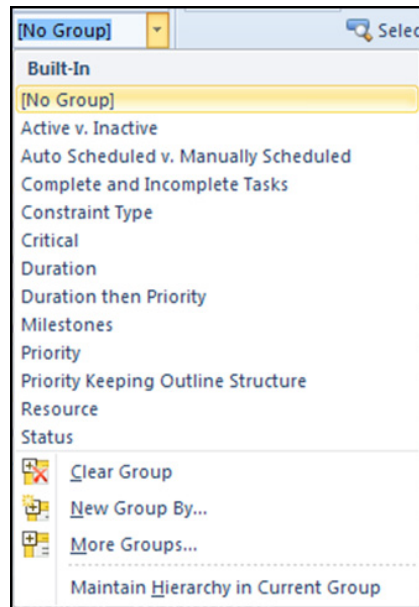 [No Group] Selec
Built-In
[No Group]
Active v. Inactive
Auto Scheduled v. Manually Scheduled
Complete and Incomplete Tasks
Constraint Type
Critical
Duration
Duration then Priority
Milestones
Priority
Priority Keeping Outline Structure
Resource
Status
Clear Group
New Group By...
More Groups...
Maintain Hierarchy in Current Group